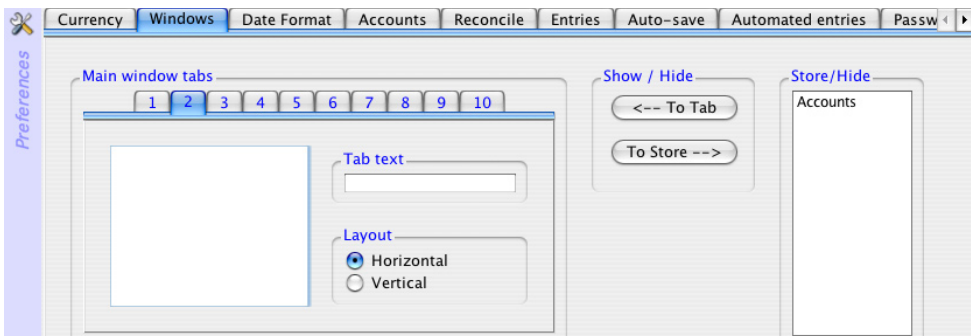 Currency Windows Date Format Accounts Reconcile Entries Auto-save Automated entries Passw
Preferences
Main window tabs
1 2 3 4 5 6 7 8 9 10
Tab text
Layout
Horizontal
Vertical
Show / Hide
<-- To Tab
To Store -->
Store/Hide
Accounts